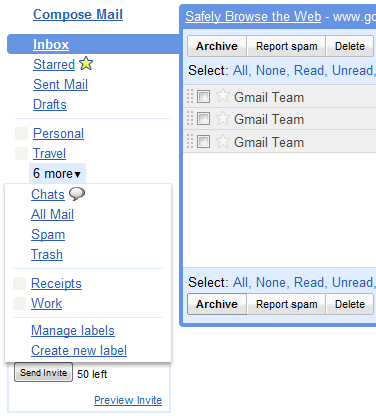 Compose Mail
Inbox
Starred
Sent Mail
Drafts
Personal
Travel
6 more▾
Chats
All Mail
Spam
Trash
Receipts
Work
Manage labels
Create new label
Send Invite 50 left
Preview Invite
Safely Browse the Web - www.go
Archive Report spam Delete
Select: All, None, Read, Unread,
Gmail Team
Gmail Team
Gmail Team
Select: All, None, Read, Unread,
Archive Report spam Delete